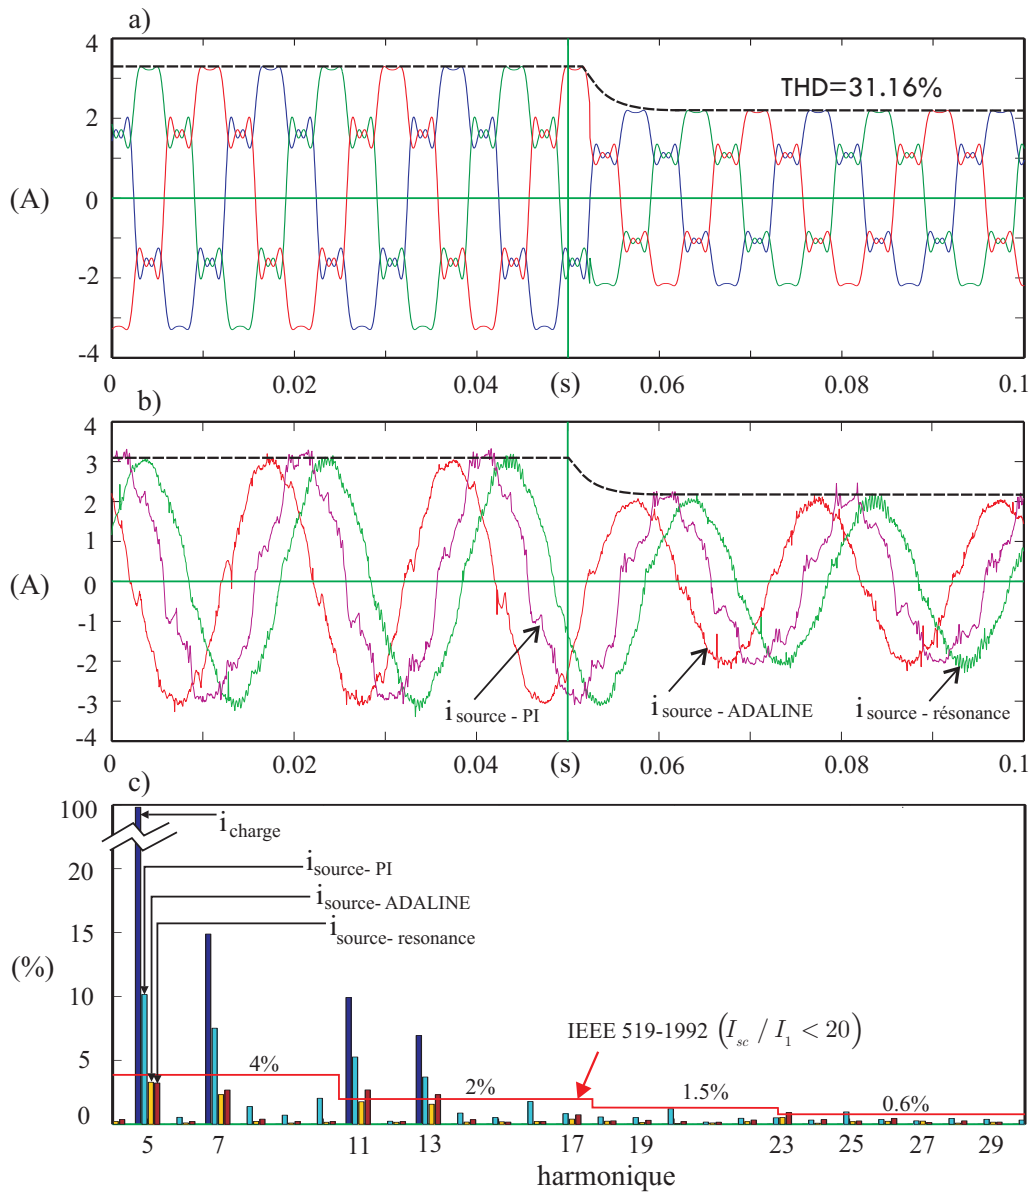 a)
4
2
0
-2
-4
(A)
THD=31.16%
0
0.02
0.04
(s)
0.06
0.08
0.1
b)
4
3
2
1
0
-1
-2
-3
-4
(A)
i source - PI
i source - ADALINE
i source - résonance
0
0.02
0.04
(s)
0.06
0.08
0.1
c)
100
20
15
10
5
0
(%)
i charge
i source- PI
i source- ADALINE
i source- resonance
IEEE 519-1992 (I_sc / I_1 < 20)
4%
2%
1.5%
0.6%
5
7
11
13
17
19
23
25
27
29
harmonique